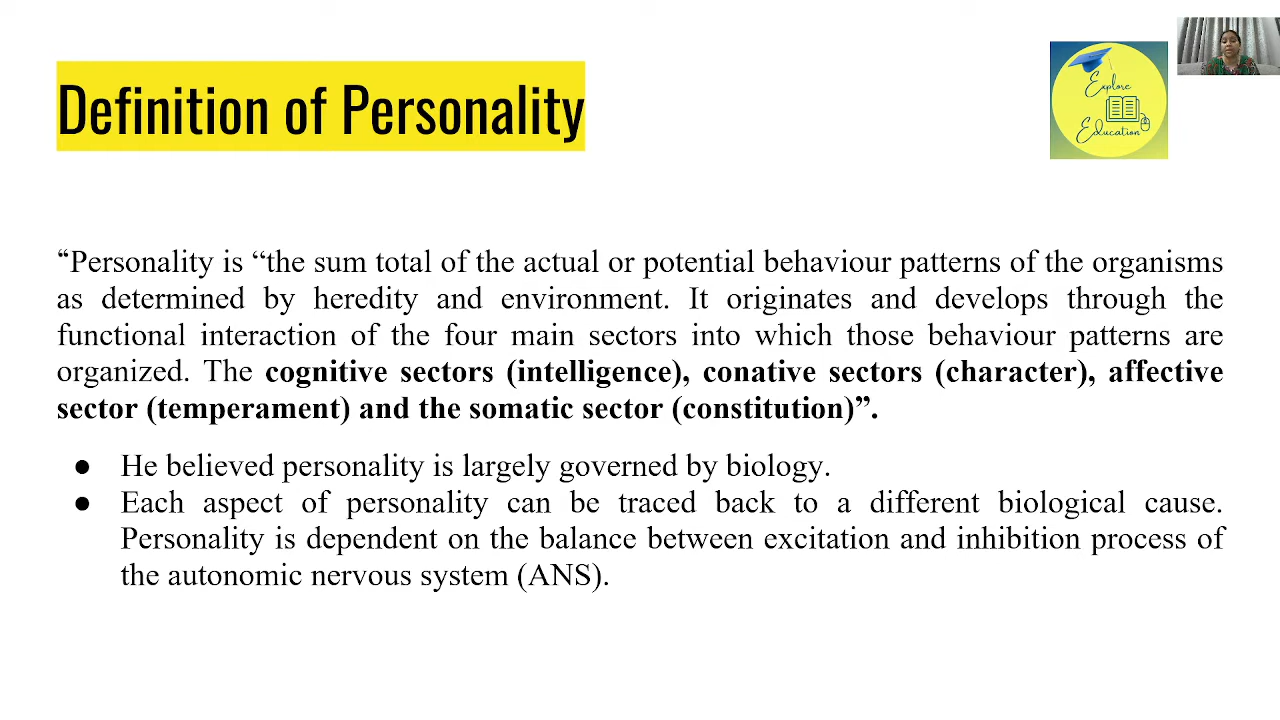 Definition of Personality
Explore
Education
“Personality is “the sum total of the actual or potential behaviour patterns of the organisms
as determined by heredity and environment. It originates and develops through the
functional interaction of the four main sectors into which those behaviour patterns are
organized. The cognitive sectors (intelligence), conative sectors (character), affective
sector (temperament) and the somatic sector (constitution)”.
● He believed personality is largely governed by biology.
● Each aspect of personality can be traced back to a different biological cause.
Personality is dependent on the balance between excitation and inhibition process of
the autonomic nervous system (ANS).